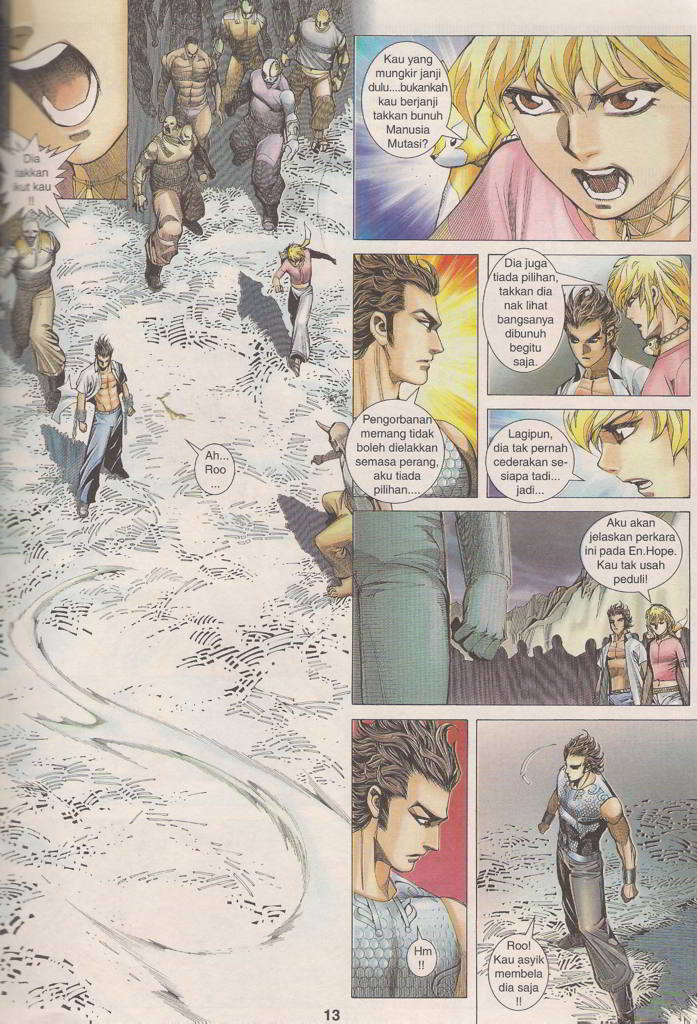 Dia
takkan
ikut kau
!!
Ah...
Roo
...
Kau yang
mungkir janji
dulu....bukankah
kau berjanji
takkan bunuh
Manusia
Mutasi?
Pengorbanan
memang tidak
boleh dielakkan
semasa perang,
aku tiada
pilihan....
Dia juga
tiada pilihan,
takkan dia
nak lihat
bangsanya
dibunuh
begitu
saja.
Lagipun,
dia tak pernah
cederakan se-
siapa tadi...
jadi...
Aku akan
jelaskan perkara
ini pada En.Hope.
Kau tak usah
peduli!
Hm
!!
Roo!
Kau asyik
membela
dia saja
!!
13